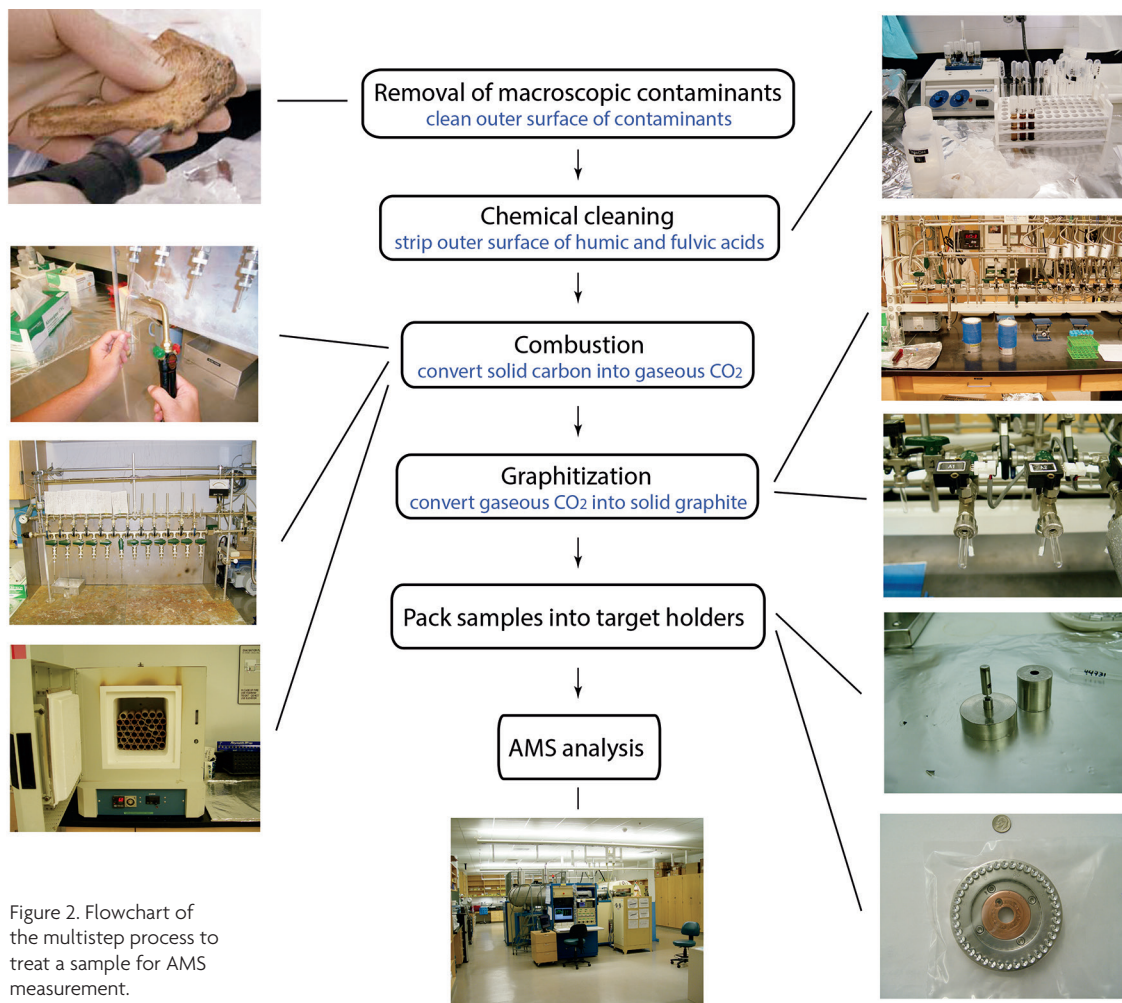 Removal of macroscopic contaminants
clean outer surface of contaminants
Chemical cleaning
strip outer surface of humic and fulvic acids
Combustion
convert solid carbon into gaseous CO₂
Graphitization
convert gaseous CO₂ into solid graphite
Pack samples into target holders
AMS analysis
Figure 2. Flowchart of
the multistep process to
treat a sample for AMS
measurement.